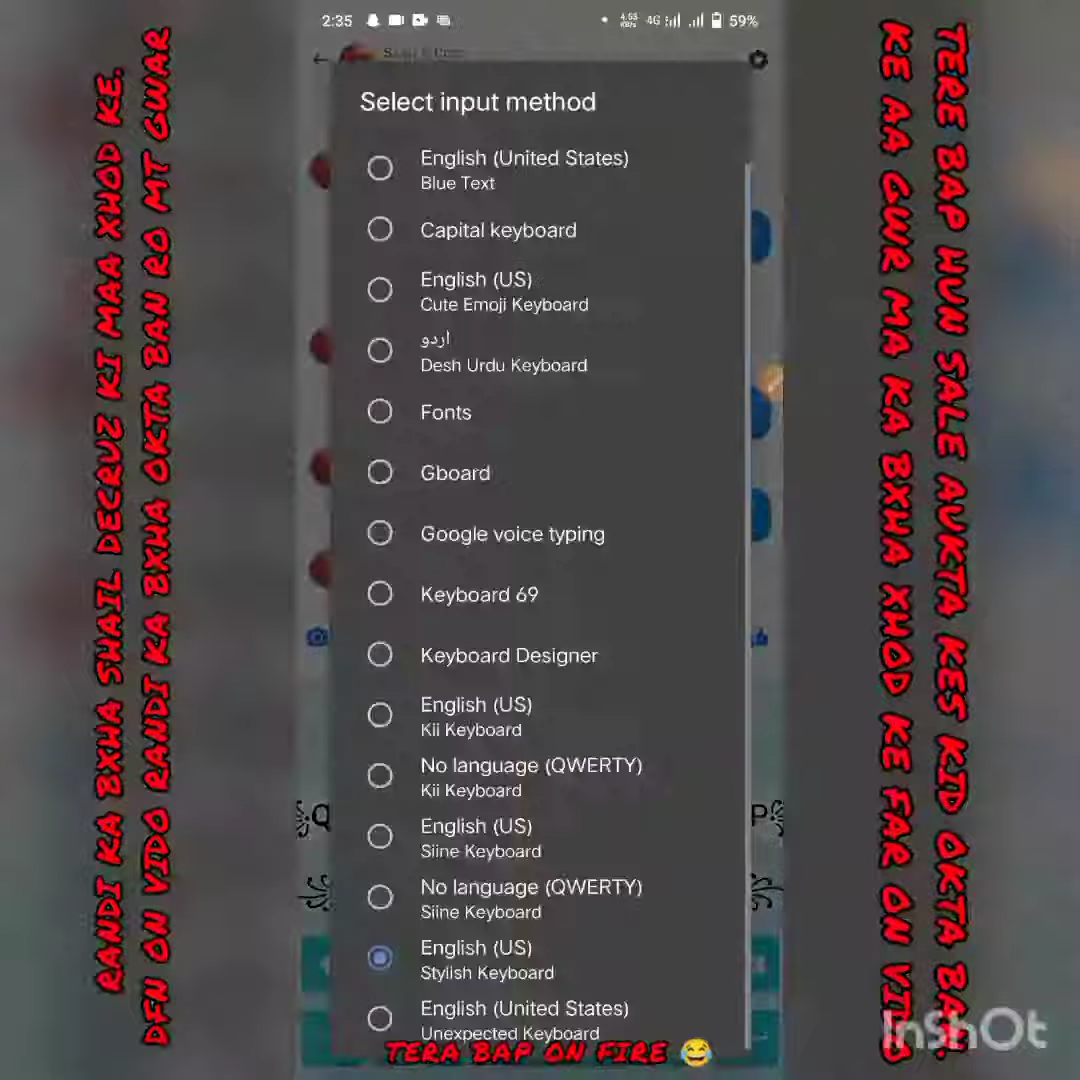 RANDI KA BXHA SHAIL DECRUZ KI MAA XHOD KE.
DFN ON VIDO RANDI KA BXHA OKTA BAN RO MT GWAR
2:35
4G
59%
Select input method
English (United States)
Blue Text
Capital keyboard
English (US)
Cute Emoji Keyboard
اردو
Desh Urdu Keyboard
Fonts
Gboard
Google voice typing
Keyboard 69
Keyboard Designer
English (US)
Kii Keyboard
No language (QWERTY)
Kii Keyboard
English (US)
Siine Keyboard
No language (QWERTY)
Siine Keyboard
English (US)
Stylish Keyboard
English (United States)
Unexpected Keyboard
Q
P
TERA BAP ON FIRE 😂
TERE BAP HUN SALE AUKTA KES KID OKTA BAN.
KE AA GWR MA KA BXHA XHOD KE FAR ON VIDO
InShOt